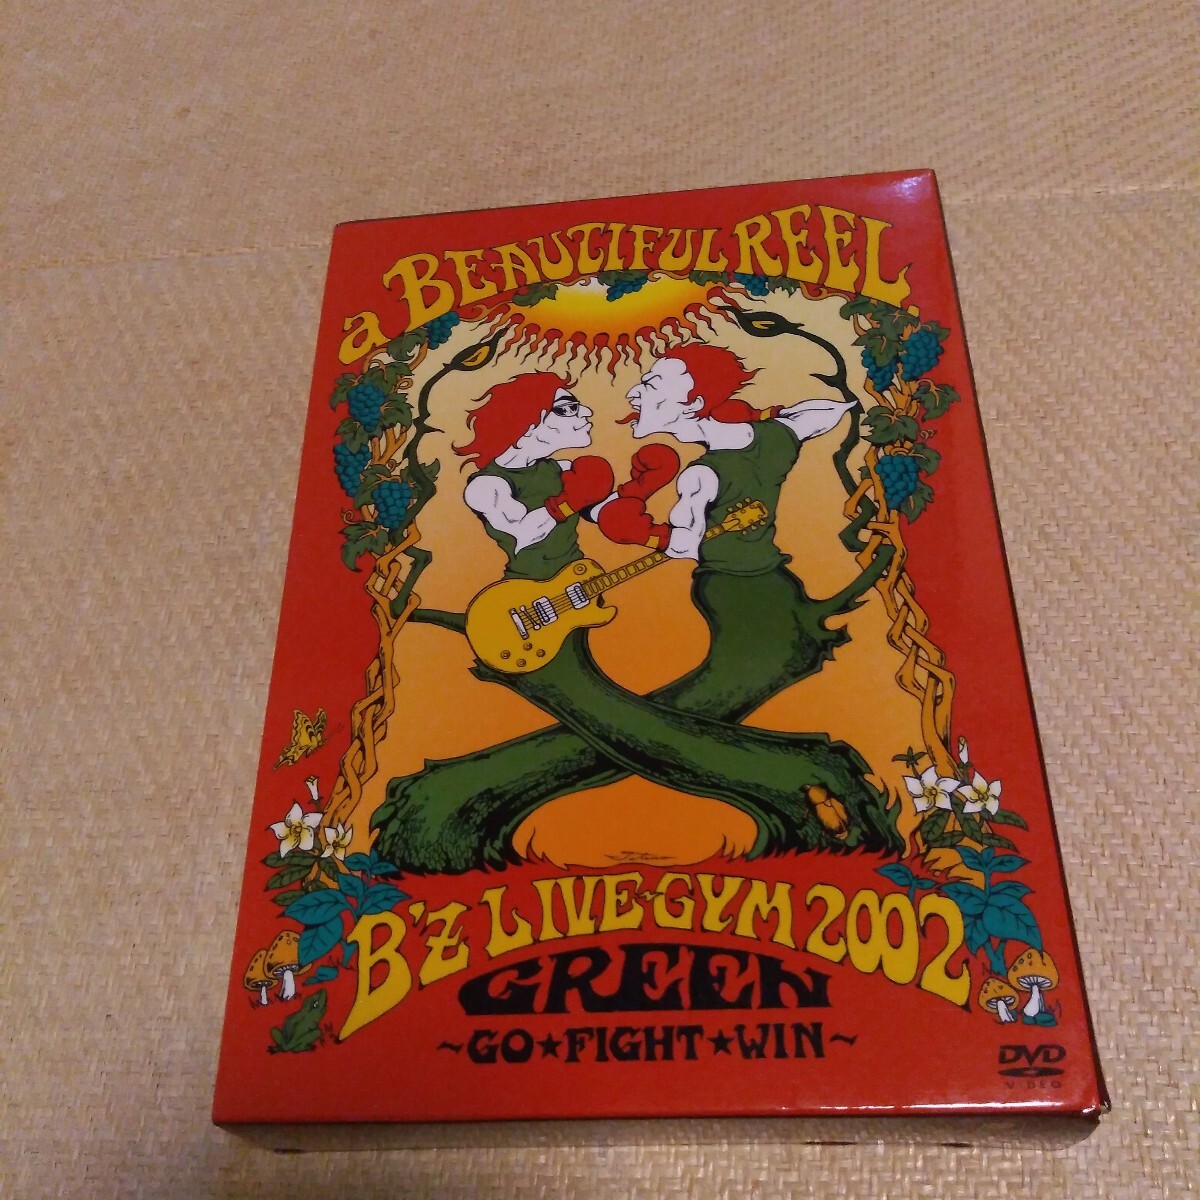 a BEAUTIFUL REEL
B'z LIVE-GYM 2002
GREEN
~GO★FIGHT★WIN~
DVD
VIDEO